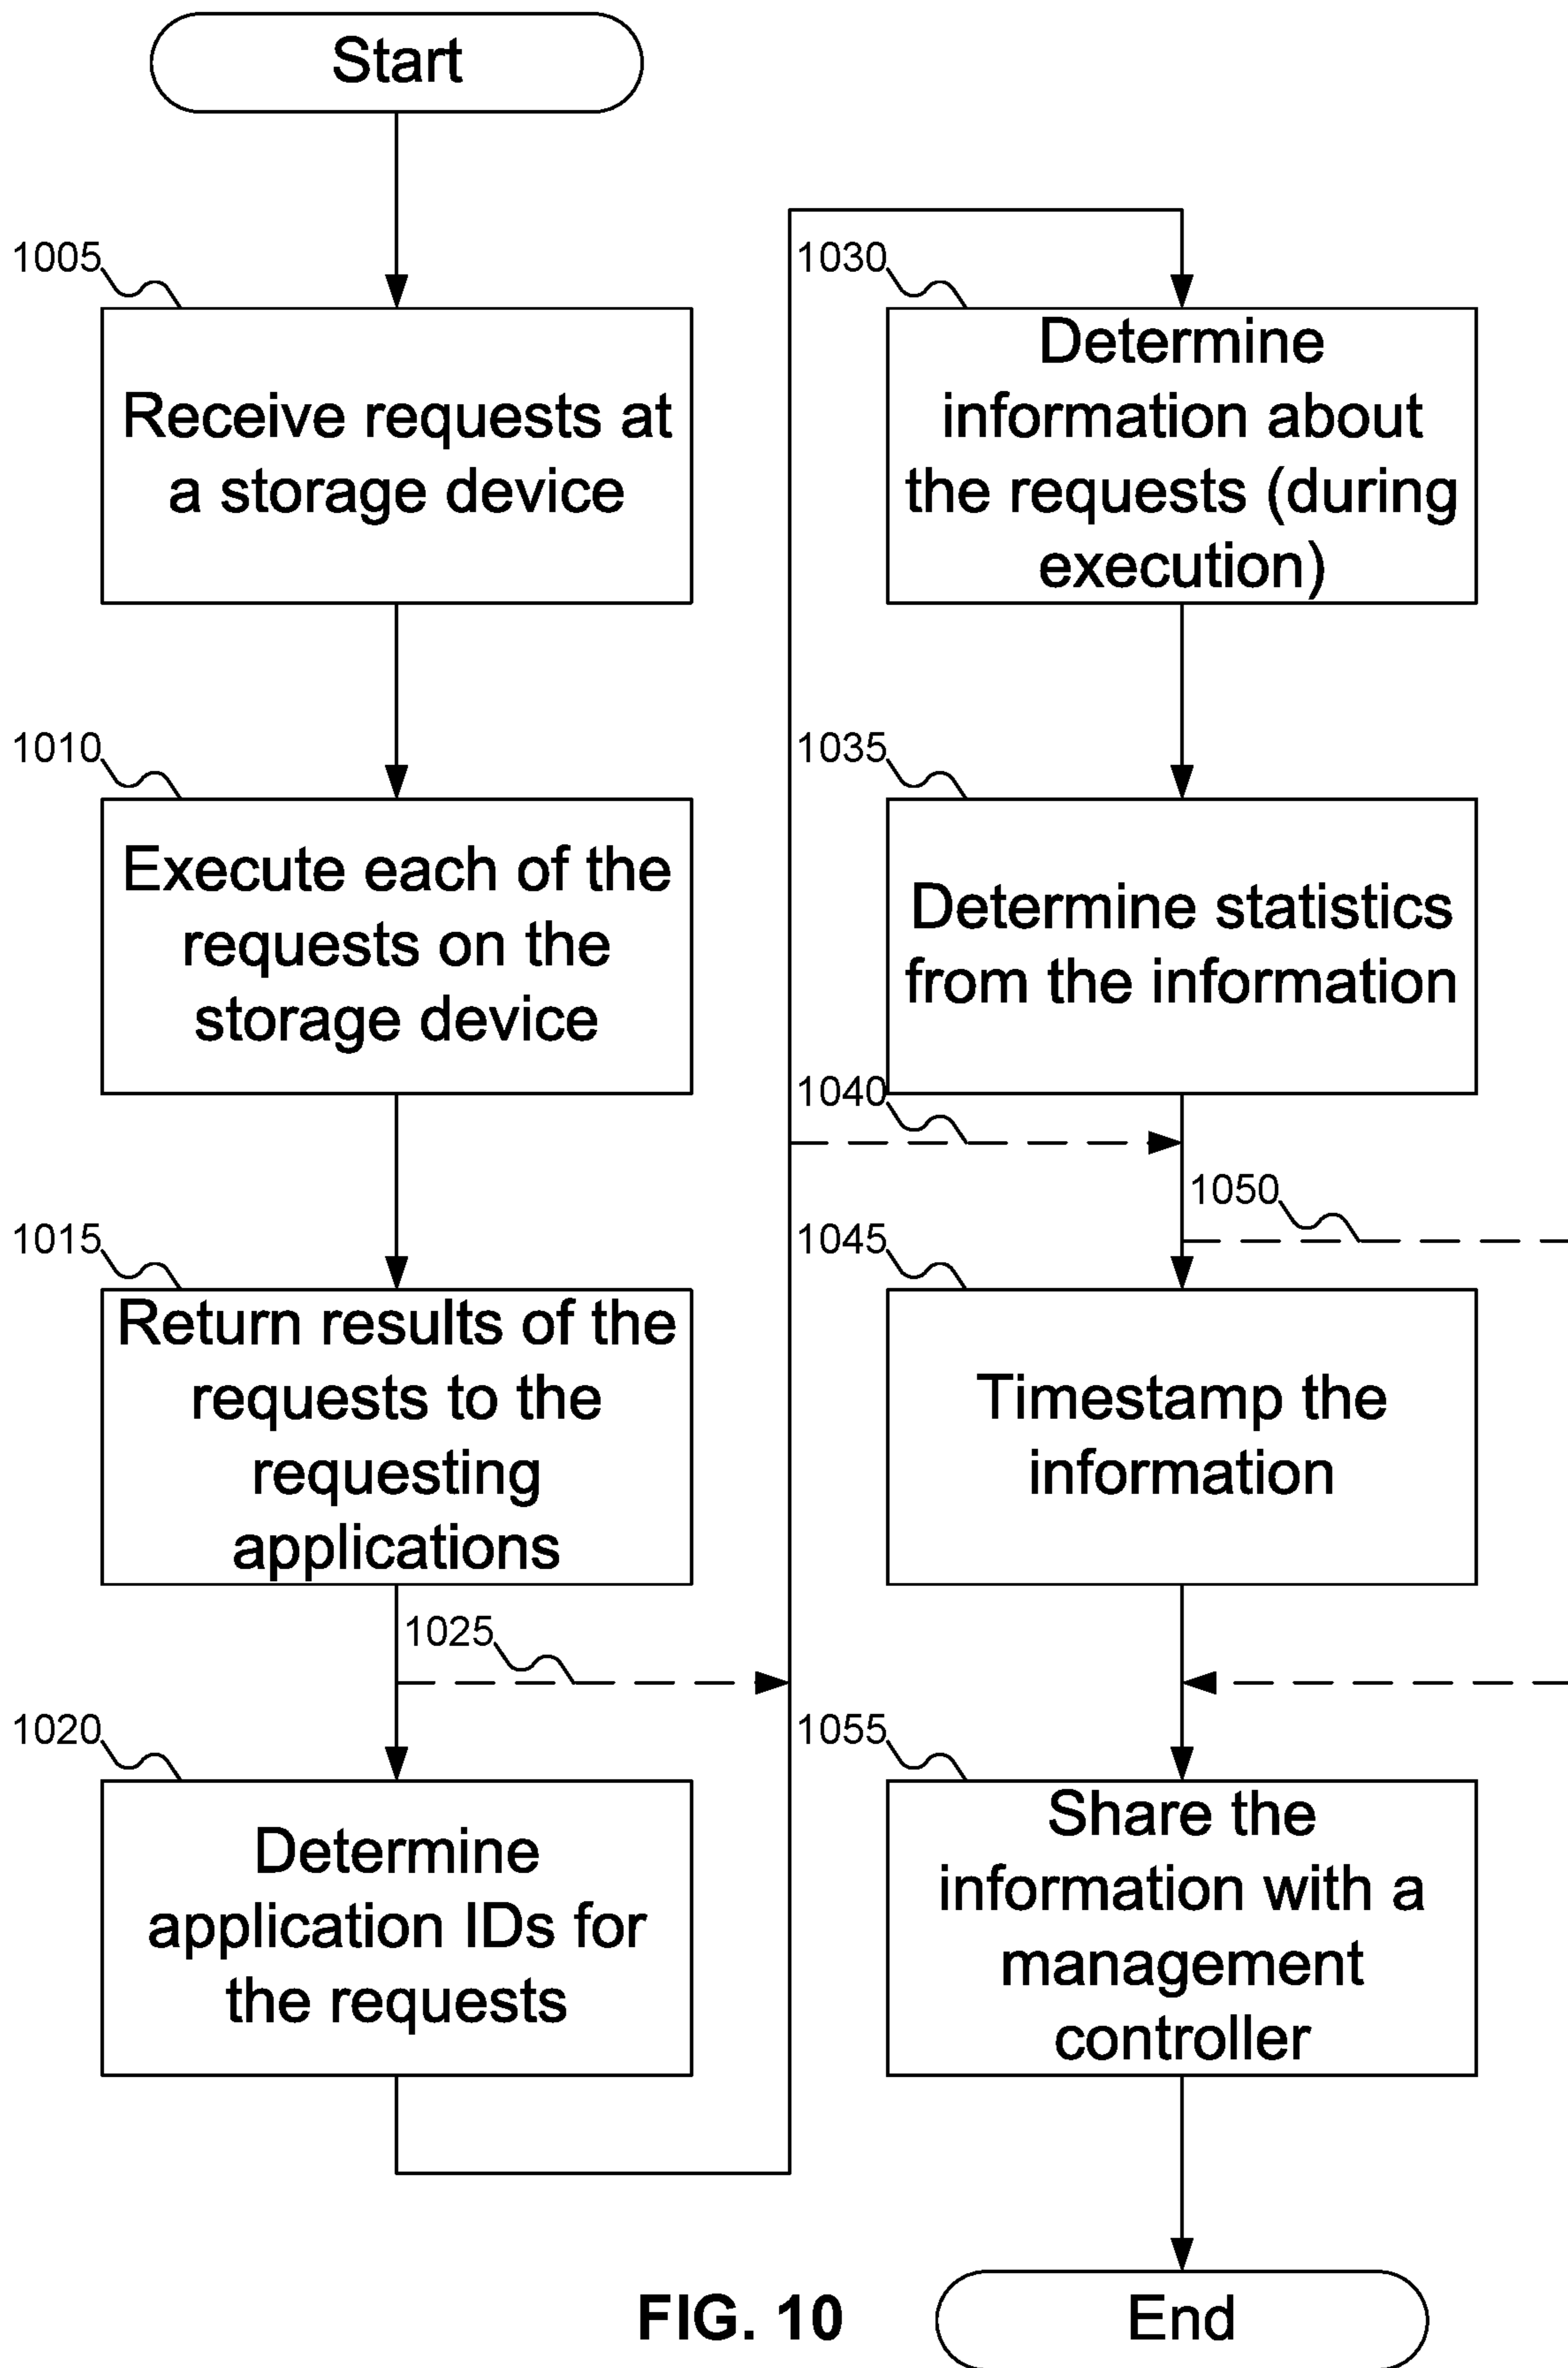 Start
1005
Receive requests at
a storage device
1010
Execute each of the
requests on the
storage device
1015
Return results of the
requests to the
requesting
applications
1025
1020
Determine
application IDs for
the requests
1030
Determine
information about
the requests (during
execution)
1035
Determine statistics
from the information
1040
1050
1045
Timestamp the
information
1055
Share the
information with a
management
controller
End
FIG. 10